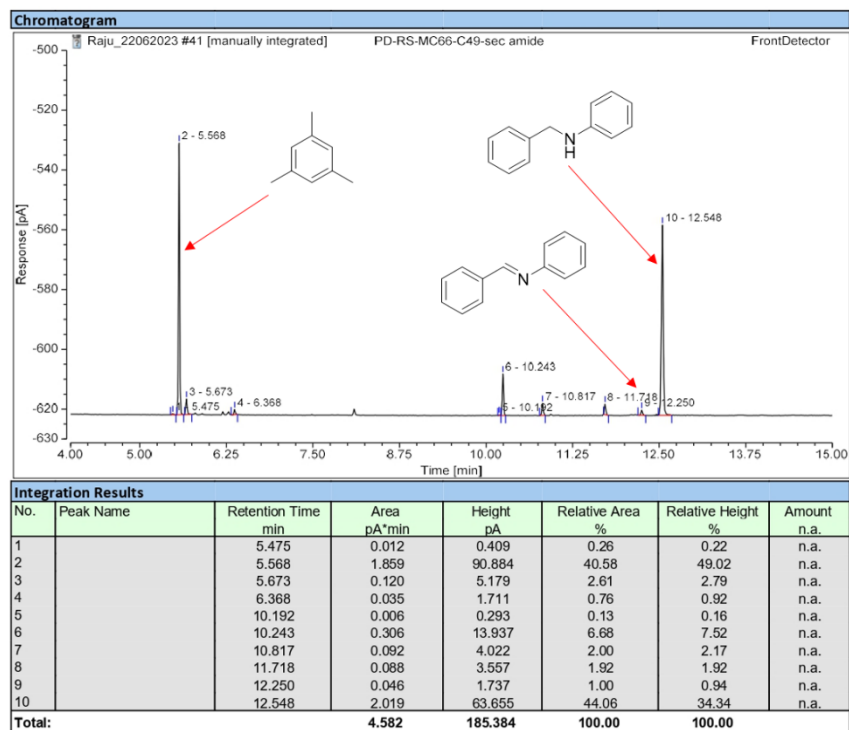 Chromatogram
Raju_22062023 #41 [manually integrated] PD-RS-MC66-C49-sec amide FrontDetector
-500
-520
-540
-560
-580
-600
-620
-630
Response [pA]
2 - 5.568
3 - 5.673
5.475
4 - 6.368
6 - 10.243
5 - 10.192
7 - 10.817
8 - 11.718
9 - 12.250
10 - 12.548
N
H
N
4.00 5.00 6.25 7.50 8.75 10.00 11.25 12.50 13.75 15.00
Time [min]
Integration Results
No. Peak Name Retention Time Area Height Relative Area Relative Height Amount
min pA*min pA % % n.a.
1 5.475 0.012 0.409 0.26 0.22 n.a.
2 5.568 1.859 90.884 40.58 49.02 n.a.
3 5.673 0.120 5.179 2.61 2.79 n.a.
4 6.368 0.035 1.711 0.76 0.92 n.a.
5 10.192 0.006 0.293 0.13 0.16 n.a.
6 10.243 0.306 13.937 6.68 7.52 n.a.
7 10.817 0.092 4.022 2.00 2.17 n.a.
8 11.718 0.088 3.557 1.92 1.92 n.a.
9 12.250 0.046 1.737 1.00 0.94 n.a.
10 12.548 2.019 63.655 44.06 34.34 n.a.
Total: 4.582 185.384 100.00 100.00